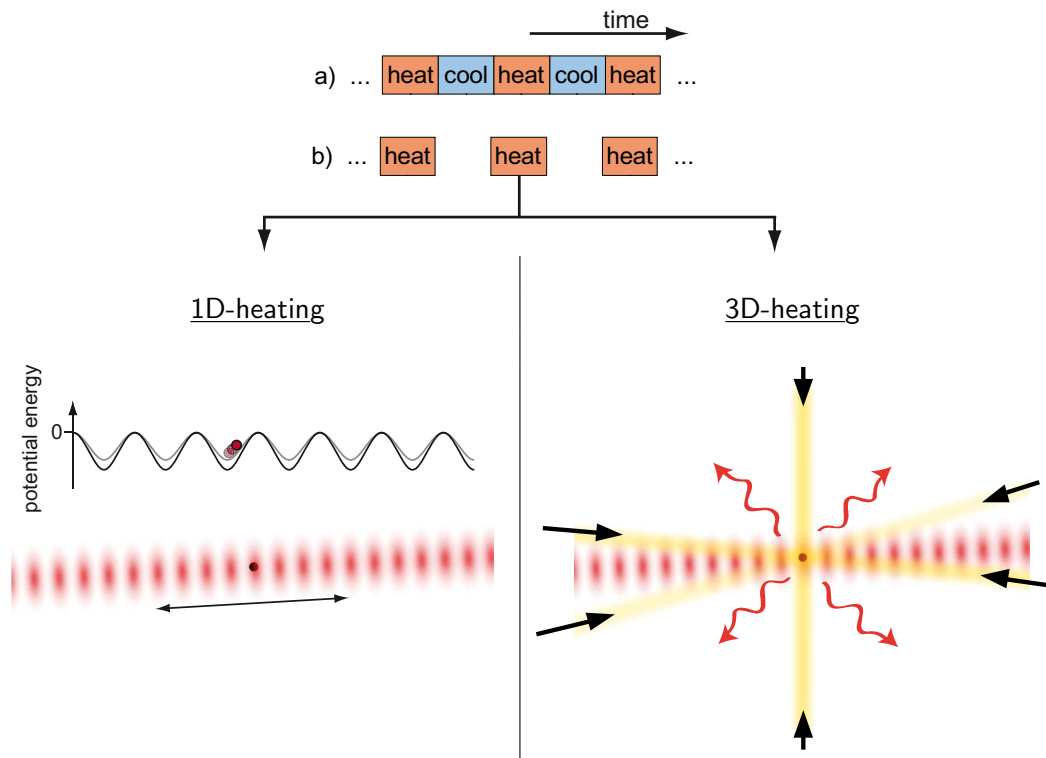 time
a) ... heat cool heat cool heat ...
b) ... heat heat heat ...
1D-heating
3D-heating
potential energy
0